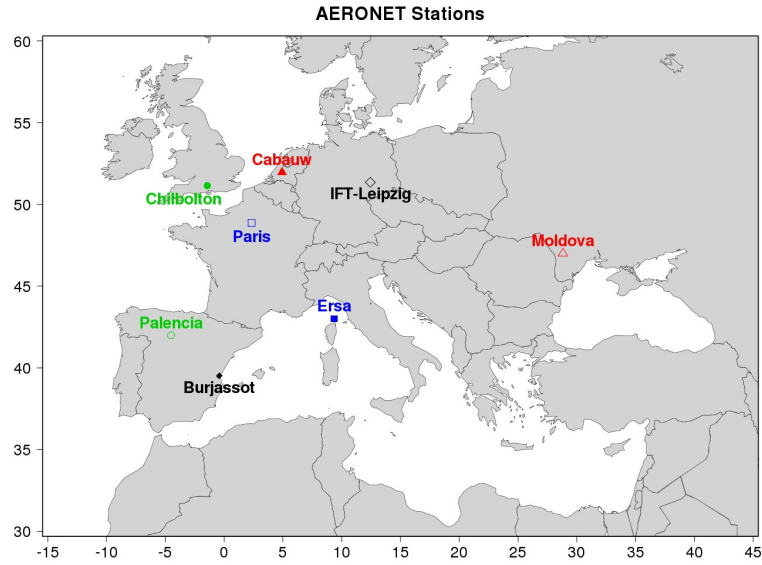 AERONET Stations
60
55
50
45
40
35
30
Cabauw
Chilbolton
IFT-Leipzig
Paris
Moldova
Ersa
Palencia
Burjassot
-15 -10 -5 0 5 10 15 20 25 30 35 40 45